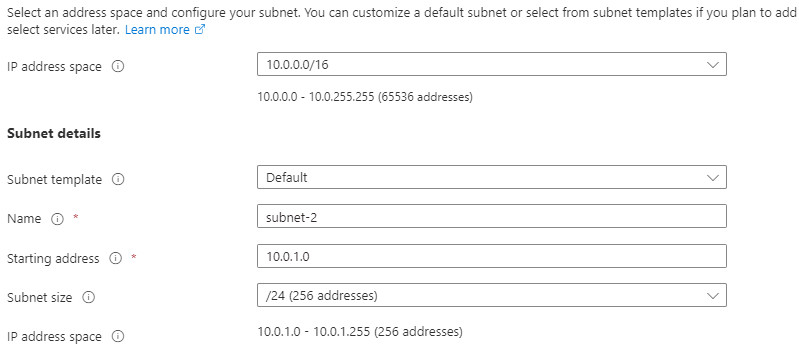 Select an address space and configure your subnet. You can customize a default subnet or select from subnet templates if you plan to add
select services later. Learn more
IP address space 10.0.0.0/16
10.0.0.0 - 10.0.255.255 (65536 addresses)
Subnet details
Subnet template Default
Name * subnet-2
Starting address * 10.0.1.0
Subnet size /24 (256 addresses)
IP address space 10.0.1.0 - 10.0.1.255 (256 addresses)